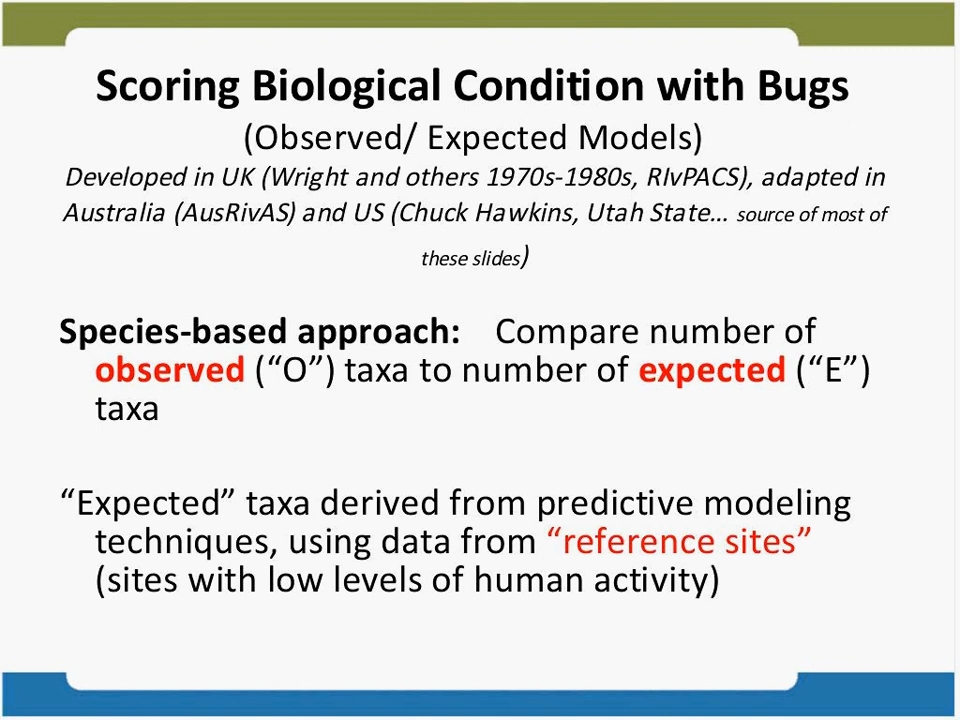 Scoring Biological Condition with Bugs
(Observed/ Expected Models)
Developed in UK (Wright and others 1970s-1980s, RIvPACS), adapted in
Australia (AusRivAS) and US (Chuck Hawkins, Utah State… source of most of
these slides)
Species-based approach: Compare number of
observed (“O”) taxa to number of expected (“E”)
taxa
“Expected” taxa derived from predictive modeling
techniques, using data from “reference sites”
(sites with low levels of human activity)